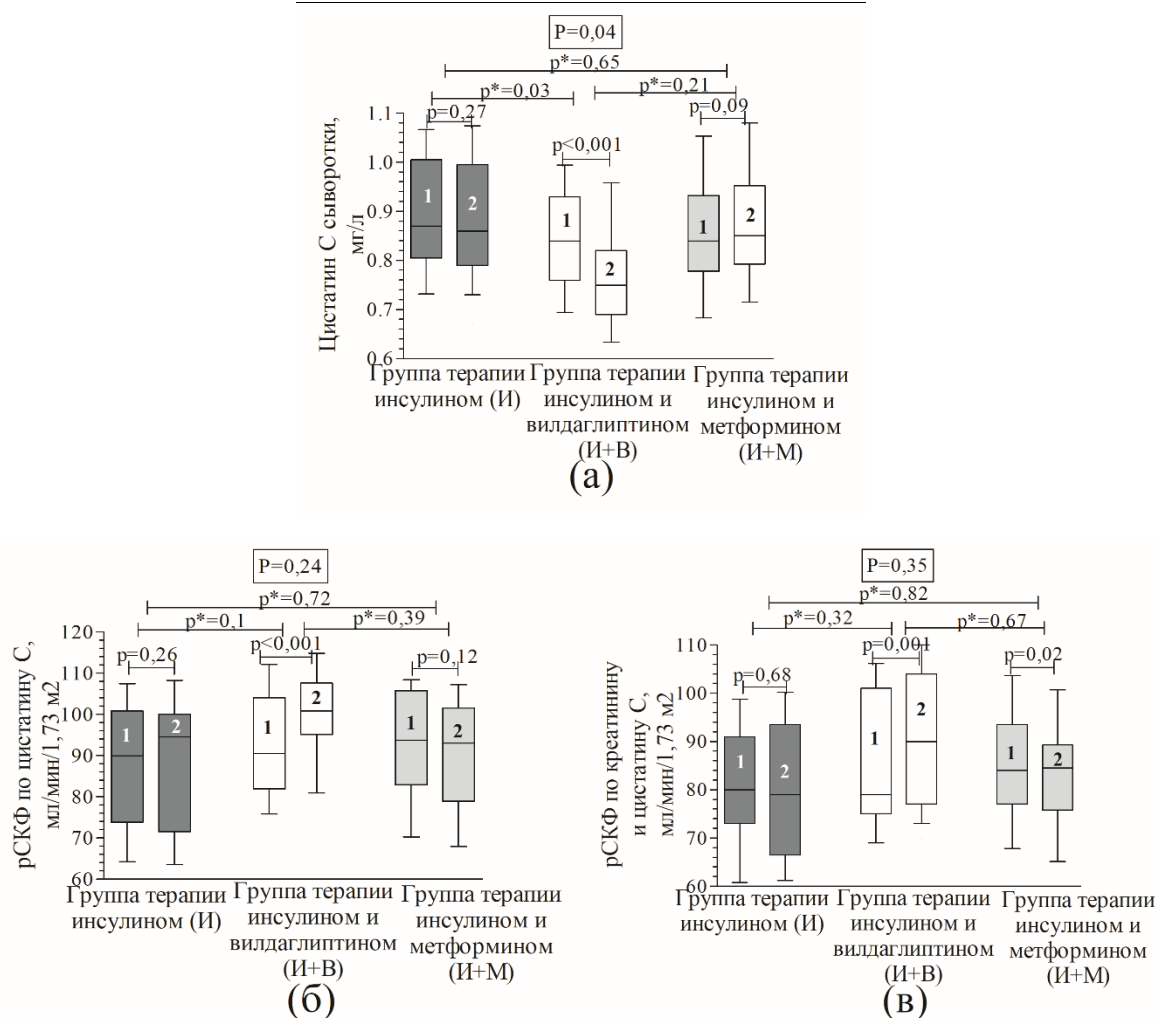 P=0,04
p*=0,65
p*=0,03
p*=0,21
p=0,27
p<0,001
p=0,09
Цистатин С сыворотки,
мг/л
1.1
1.0
0.9
0.8
0.7
0.6
1
2
1
2
1
2
Группа терапии
инсулином (И)
Группа терапии
инсулином и
вилдаглиптином
(И+В)
Группа терапии
инсулином и
метформином
(И+М)
(а)
P=0,24
p*=0,72
p*=0,1
p*=0,39
p=0,26
p<0,001
p=0,12
рСКФ по цистатину С,
мл/мин/1,73 м2
120
110
100
90
80
70
60
1
2
1
2
1
2
Группа терапии
инсулином (И)
Группа терапии
инсулином и
вилдаглиптином
(И+В)
Группа терапии
инсулином и
метформином
(И+М)
(б)
P=0,35
p*=0,82
p*=0,32
p*=0,67
p=0,68
p=0,001
p=0,02
рСКФ по креатинину
и цистатину С,
мл/мин/1,73 м2
110
100
90
80
70
60
1
2
1
2
1
2
Группа терапии
инсулином (И)
Группа терапии
инсулином и
вилдаглиптином
(И+В)
Группа терапии
инсулином и
метформином
(И+М)
(в)